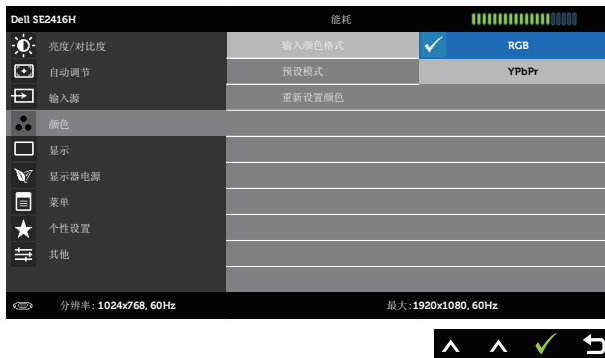 Dell SE2416H 能耗
亮度/对比度 输入颜色格式 RGB
自动调节 预设模式 YPbPr
输入源 重新设置颜色
颜色
显示
显示器电源
菜单
个性设置
其他
分辨率: 1024x768, 60Hz 最大:1920x1080, 60Hz